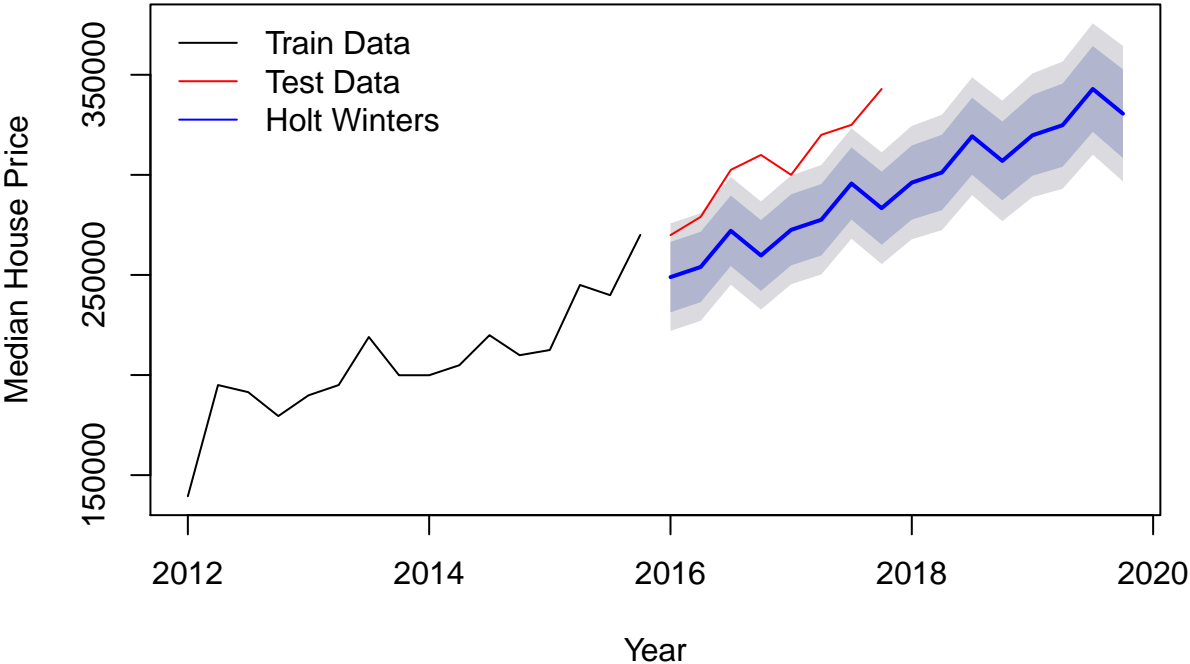 Train Data
Test Data
Holt Winters
Median House Price
350000
250000
150000
2012 2014 2016 2018 2020
Year